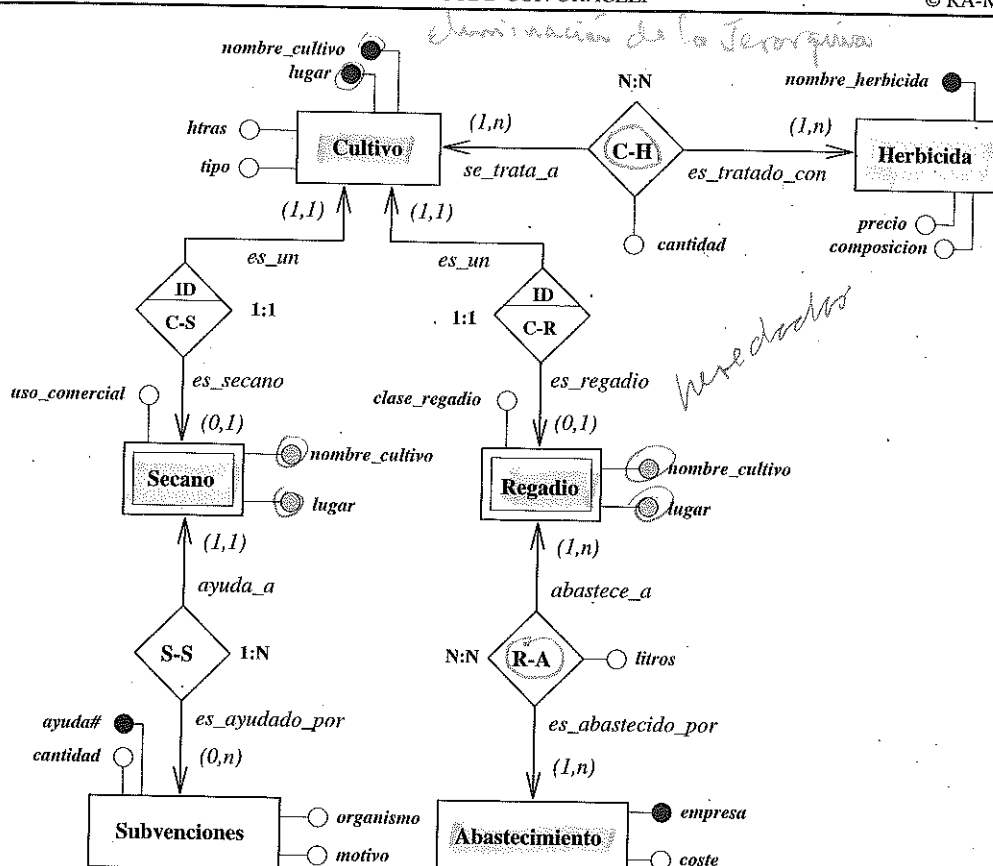 © RA-M
eliminación de la Jerarquía
nombre_cultivo
lugar
N:N
nombre_herbicida
htras
tipo
Cultivo
(1,n)
se_trata_a
C-H
(1,n)
es_tratado_con
Herbicida
(1,1)
(1,1)
cantidad
precio
composicion
es_un
es_un
ID
C-S
1:1
1:1
ID
C-R
heredados
es_secano
es_regadio
uso_comercial
clase_regadio
(0,1)
(0,1)
Secano
nombre_cultivo
lugar
Regadio
nombre_cultivo
lugar
(1,1)
(1,n)
ayuda_a
abastece_a
S-S
1:N
N:N
R-A
litros
ayuda#
cantidad
es_ayudado_por
es_abastecido_por
(0,n)
(1,n)
Subvenciones
organismo
motivo
Abastecimiento
empresa
coste